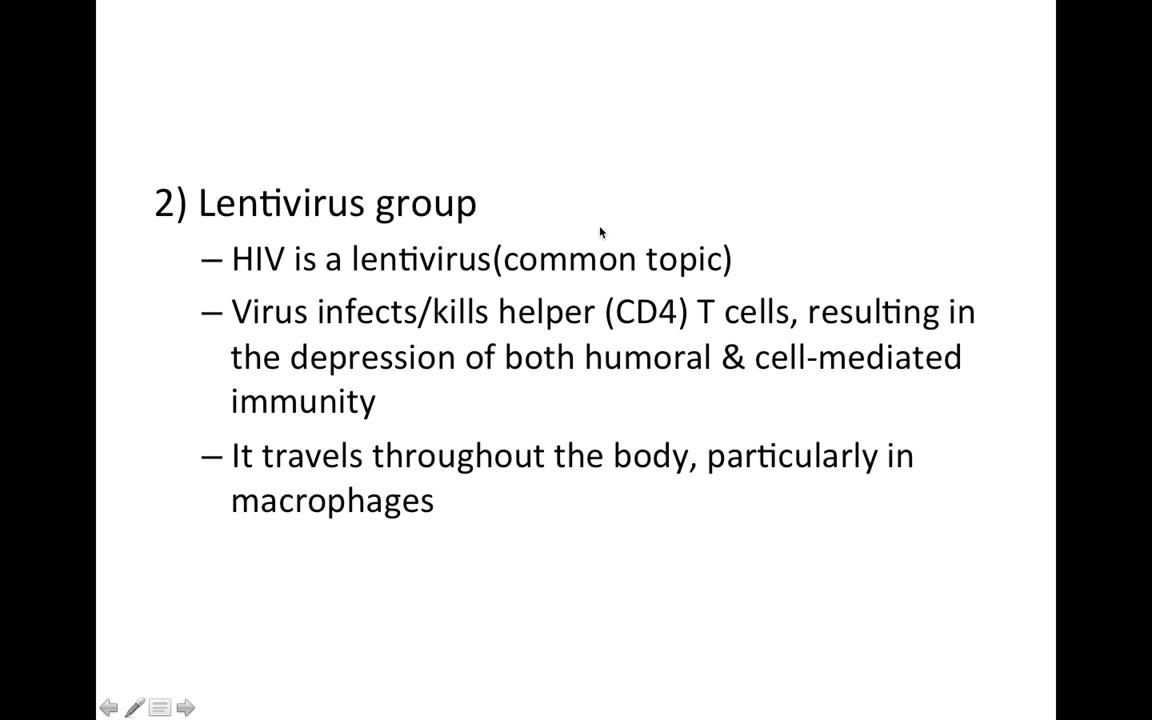 2) Lentivirus group
– HIV is a lentivirus(common topic)
– Virus infects/kills helper (CD4) T cells, resulting in
the depression of both humoral & cell-mediated
immunity
– It travels throughout the body, particularly in
macrophages